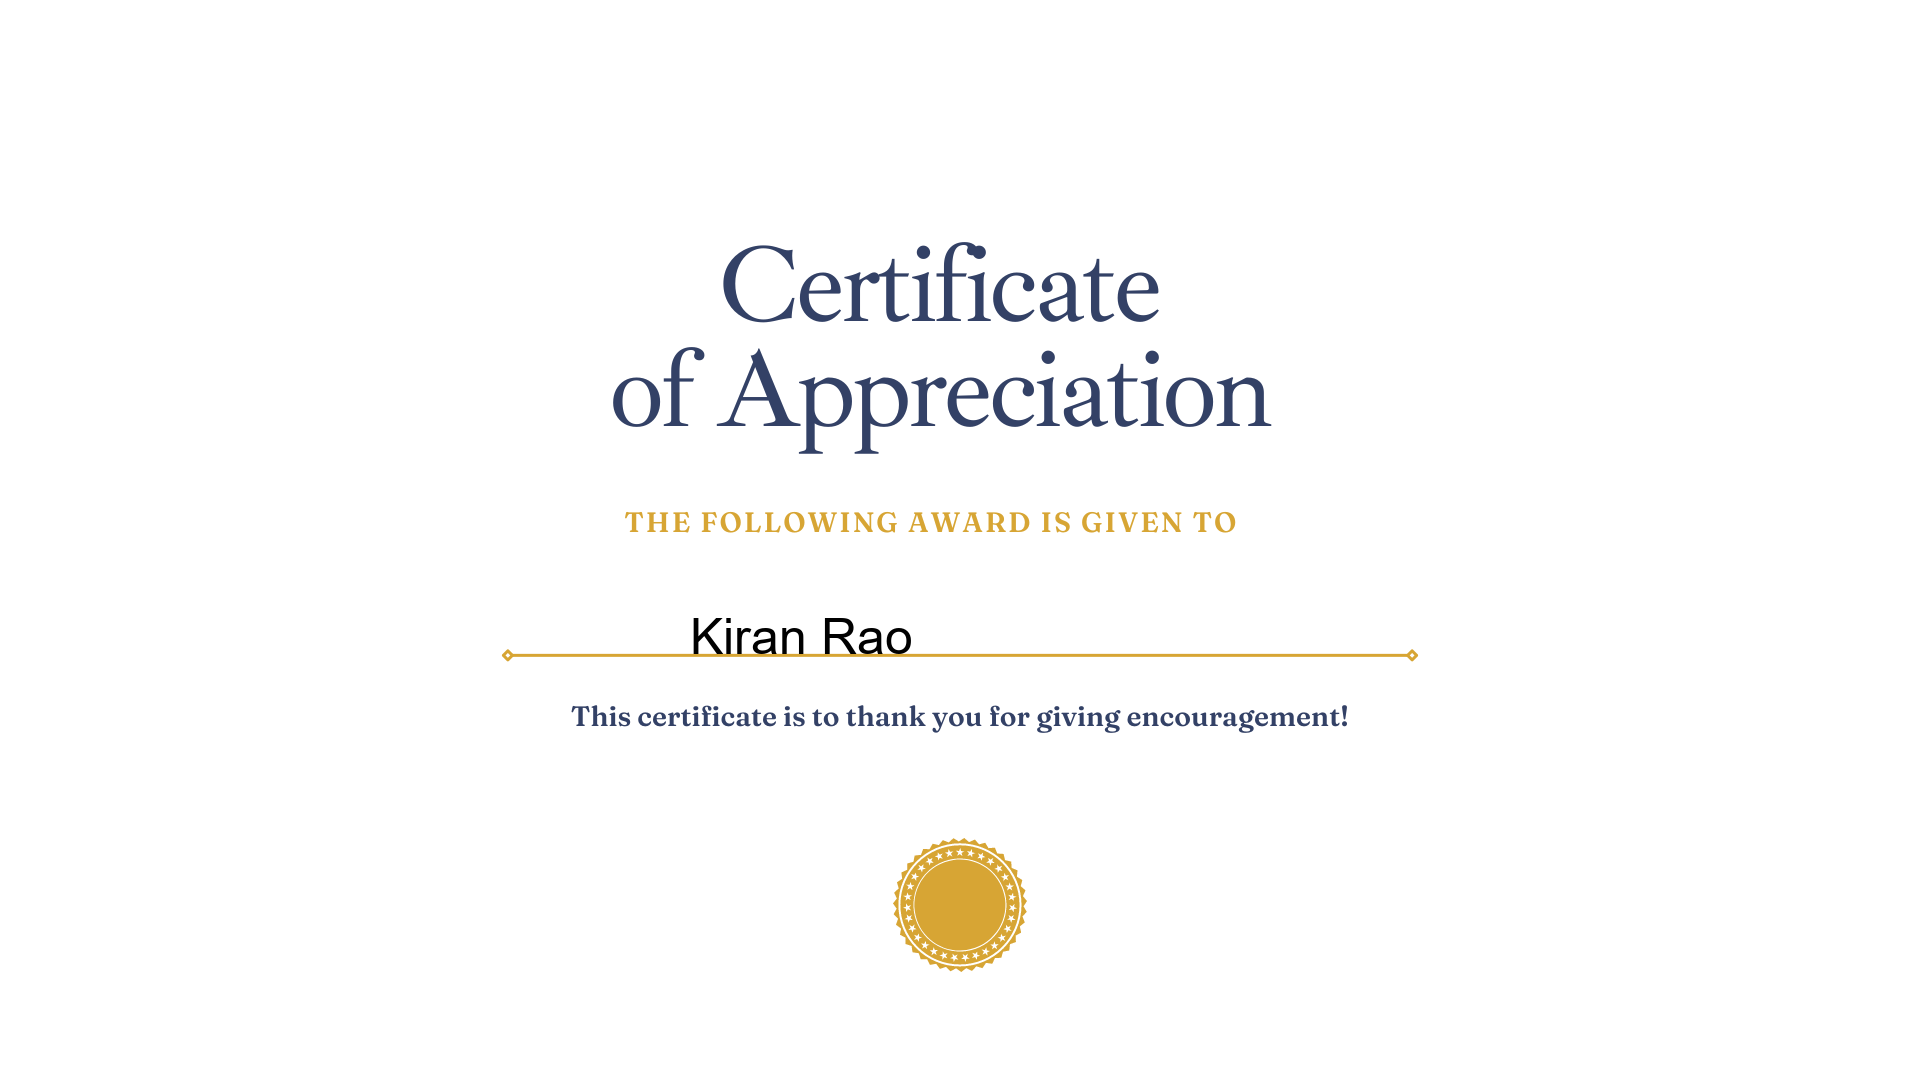 Certificate
of Appreciation
THE FOLLOWING AWARD IS GIVEN TO
Kiran Rao
This certificate is to thank you for giving encouragement!